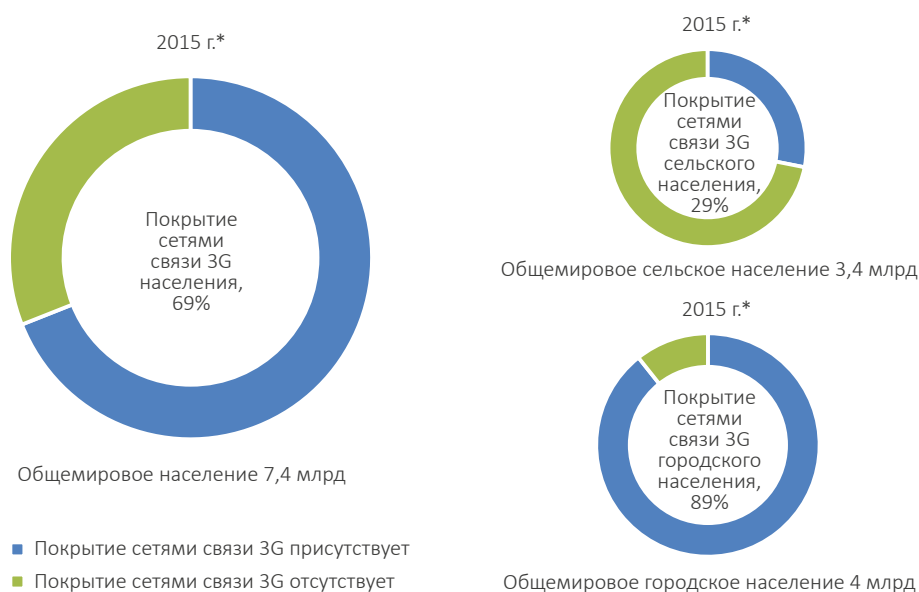 2015 г.*
Покрытие
сетями
связи 3G
населения,
69%
Общемировое население 7,4 млрд
Покрытие сетями связи 3G присутствует
Покрытие сетями связи 3G отсутствует
2015 г.*
Покрытие
сетями
связи 3G
сельского
населения,
29%
Общемировое сельское население 3,4 млрд
2015 г.*
Покрытие
сетями
связи 3G
городского
населения,
89%
Общемировое городское население 4 млрд